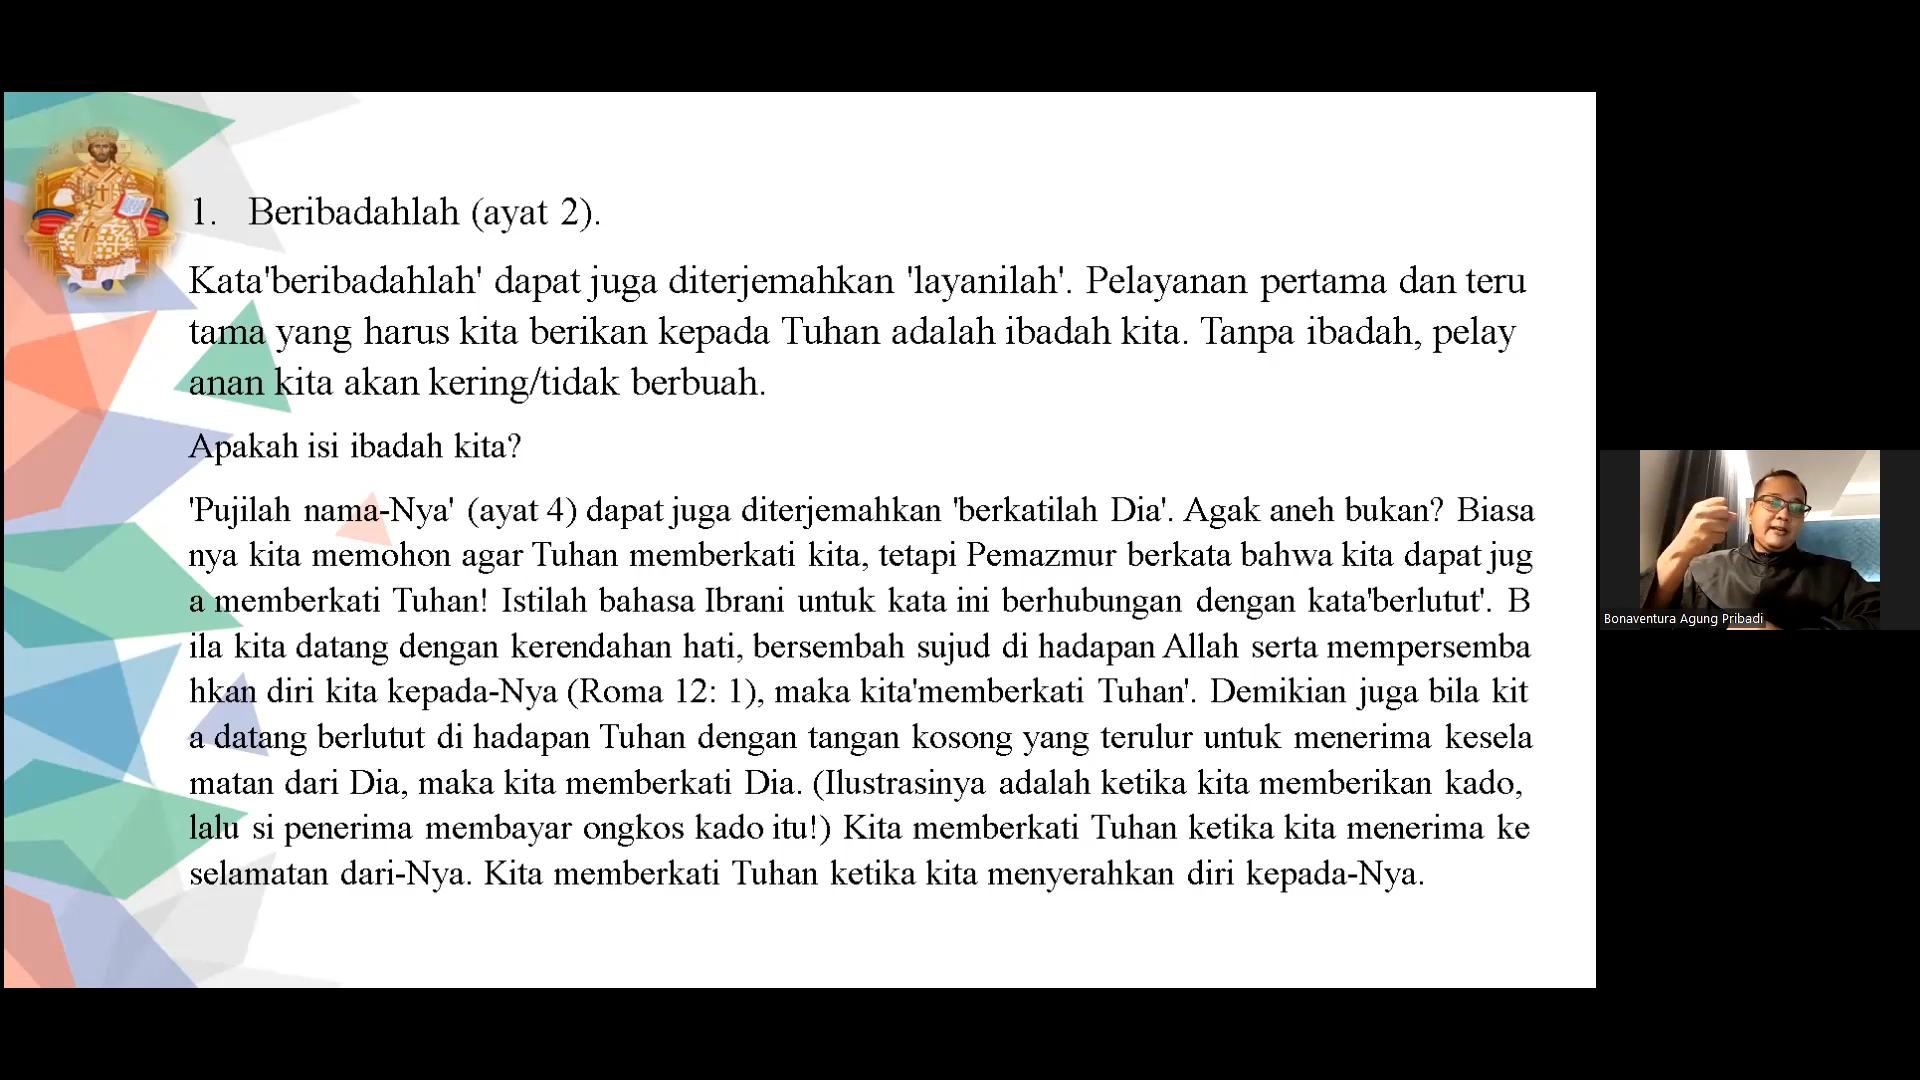 1. Beribadahlah (ayat 2).
Kata'beribadahlah' dapat juga diterjemahkan 'layanilah'. Pelayanan pertama dan teru
tama yang harus kita berikan kepada Tuhan adalah ibadah kita. Tanpa ibadah, pelay
anan kita akan kering/tidak berbuah.
Apakah isi ibadah kita?
'Pujilah nama-Nya' (ayat 4) dapat juga diterjemahkan 'berkatilah Dia'. Agak aneh bukan? Biasa
nya kita memohon agar Tuhan memberkati kita, tetapi Pemazmur berkata bahwa kita dapat jug
a memberkati Tuhan! Istilah bahasa Ibrani untuk kata ini berhubungan dengan kata'berlutut'. B
ila kita datang dengan kerendahan hati, bersembah sujud di hadapan Allah serta mempersemba
hkan diri kita kepada-Nya (Roma 12: 1), maka kita'memberkati Tuhan'. Demikian juga bila kit
a datang berlutut di hadapan Tuhan dengan tangan kosong yang terulur untuk menerima kesela
matan dari Dia, maka kita memberkati Dia. (Ilustrasinya adalah ketika kita memberikan kado,
lalu si penerima membayar ongkos kado itu!) Kita memberkati Tuhan ketika kita menerima ke
selamatan dari-Nya. Kita memberkati Tuhan ketika kita menyerahkan diri kepada-Nya.
Bonaventura Agung Pribadi